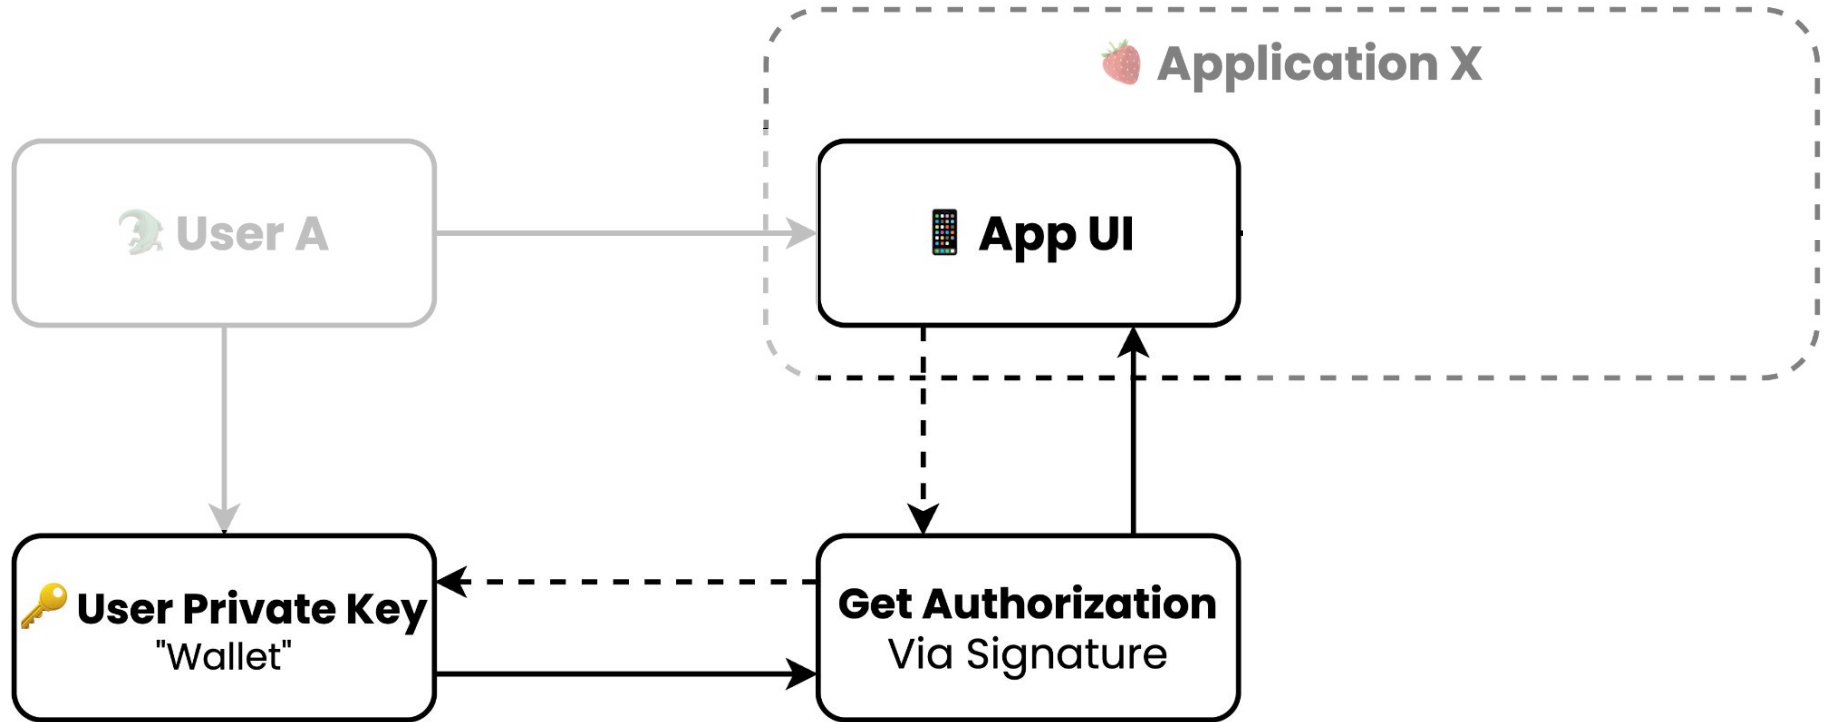 Application X
User A
App UI
User Private Key
"Wallet"
Get Authorization
Via Signature